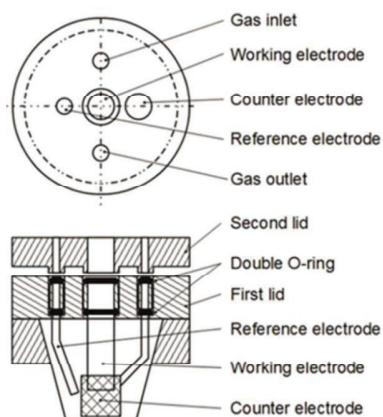 Gas inlet
Working electrode
Counter electrode
Reference electrode
Gas outlet
Second lid
Double O-ring
First lid
Reference electrode
Working electrode
Counter electrode